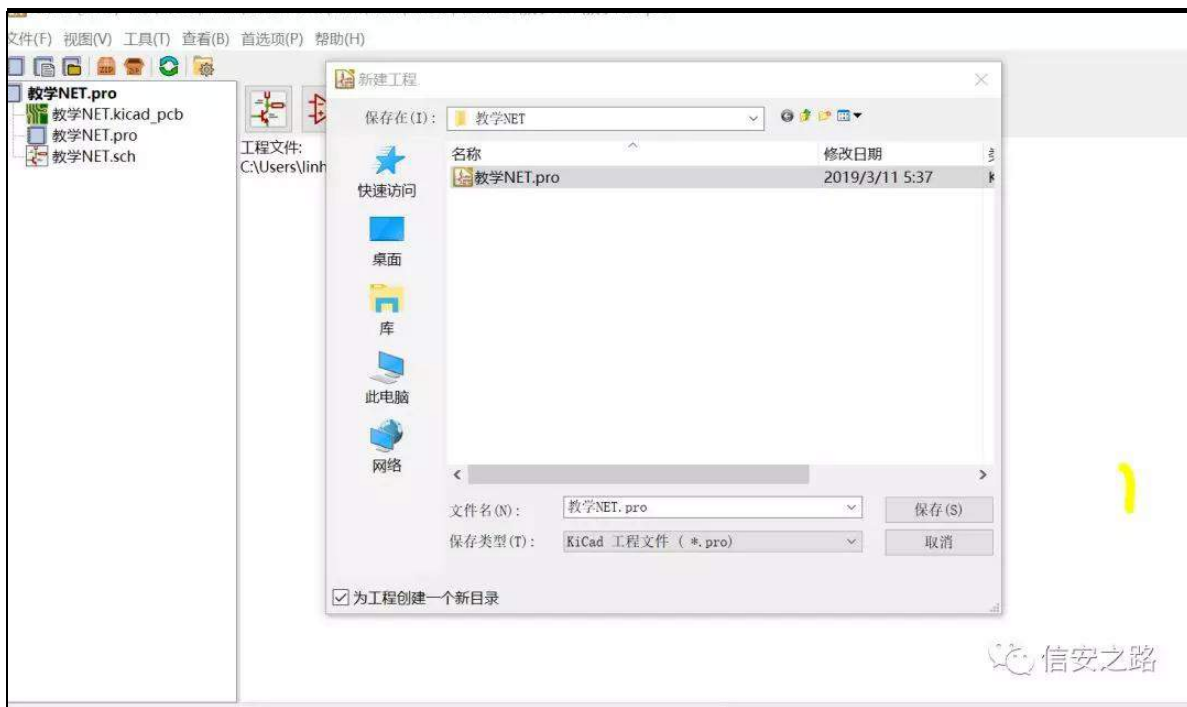 文件(F) 视图(V) 工具(T) 查看(B) 首选项(P) 帮助(H)
教学NET.pro
教学NET.kicad_pcb
教学NET.pro
教学NET.sch
工程文件:
C:\Users\linh
新建工程
保存在(I): 教学NET
快速访问
桌面
库
此电脑
网络
名称 修改日期
教学NET.pro 2019/3/11 5:37
文件名(N): 教学NET.pro 保存(S)
保存类型(T): KiCad 工程文件 ( *.pro) 取消
为工程创建一个新目录
信安之路